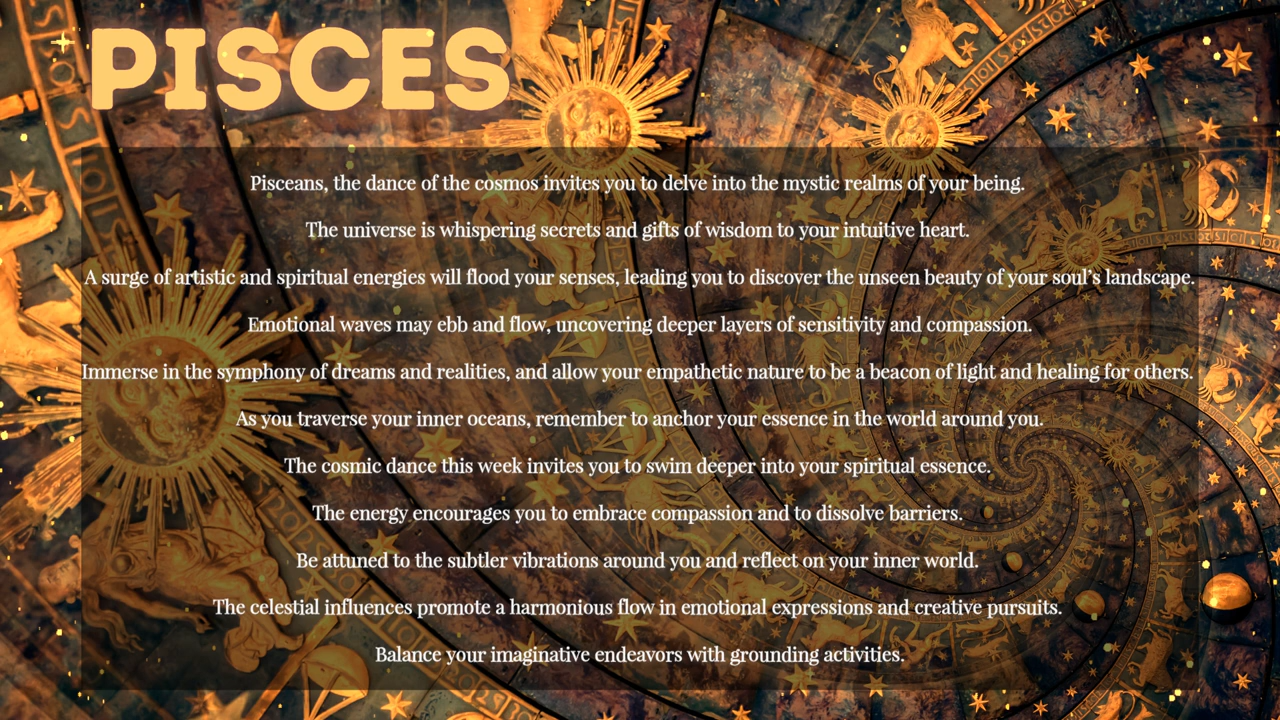 PISCES
Pisceans, the dance of the cosmos invites you to delve into the mystic realms of your being.
The universe is whispering secrets and gifts of wisdom to your intuitive heart.
A surge of artistic and spiritual energies will flood your senses, leading you to discover the unseen beauty of your soul’s landscape.
Emotional waves may ebb and flow, uncovering deeper layers of sensitivity and compassion.
Immerse in the symphony of dreams and realities, and allow your empathetic nature to be a beacon of light and healing for others.
As you traverse your inner oceans, remember to anchor your essence in the world around you.
The cosmic dance this week invites you to swim deeper into your spiritual essence.
The energy encourages you to embrace compassion and to dissolve barriers.
Be attuned to the subtler vibrations around you and reflect on your inner world.
The celestial influences promote a harmonious flow in emotional expressions and creative pursuits.
Balance your imaginative endeavors with grounding activities.